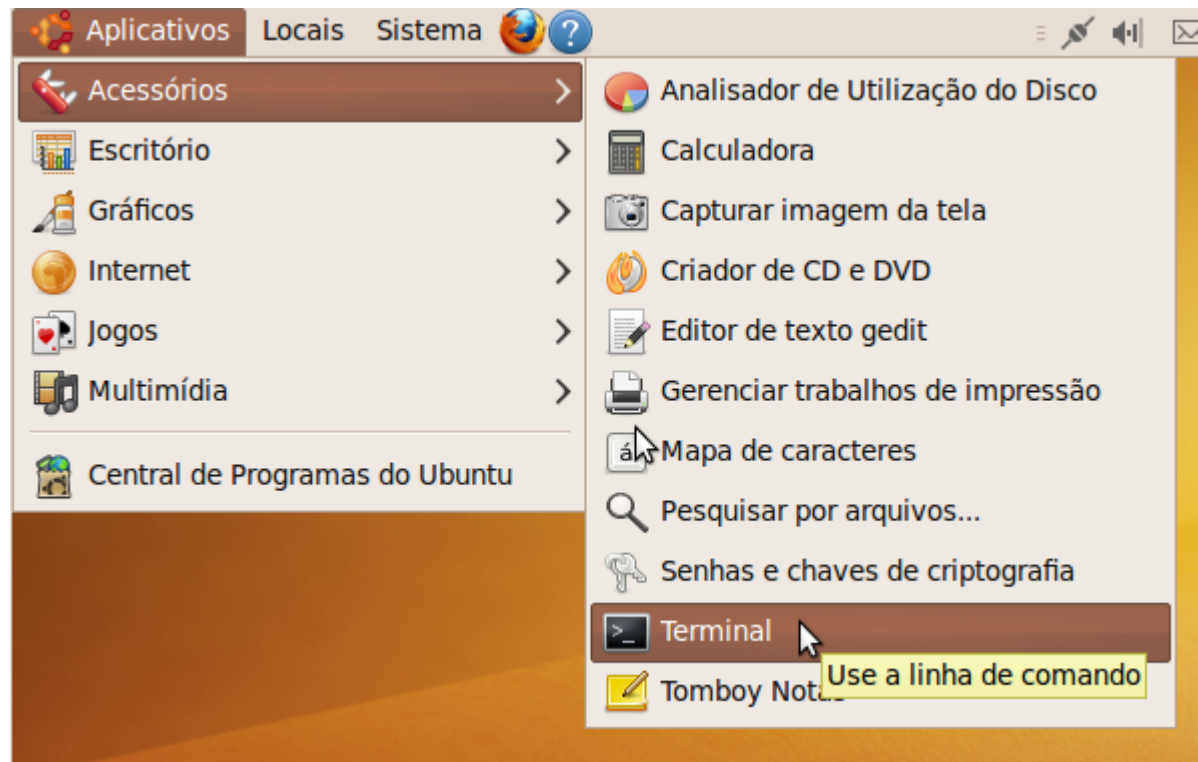 Aplicativos Locais Sistema ?
Acessórios
Escritório
Gráficos
Internet
Jogos
Multimídia
Central de Programas do Ubuntu
Analisador de Utilização do Disco
Calculadora
Capturar imagem da tela
Criador de CD e DVD
Editor de texto gedit
Gerenciar trabalhos de impressão
á Mapa de caracteres
Pesquisar por arquivos...
Senhas e chaves de criptografia
>_ Terminal
Use a linha de comando
Tomboy Notas